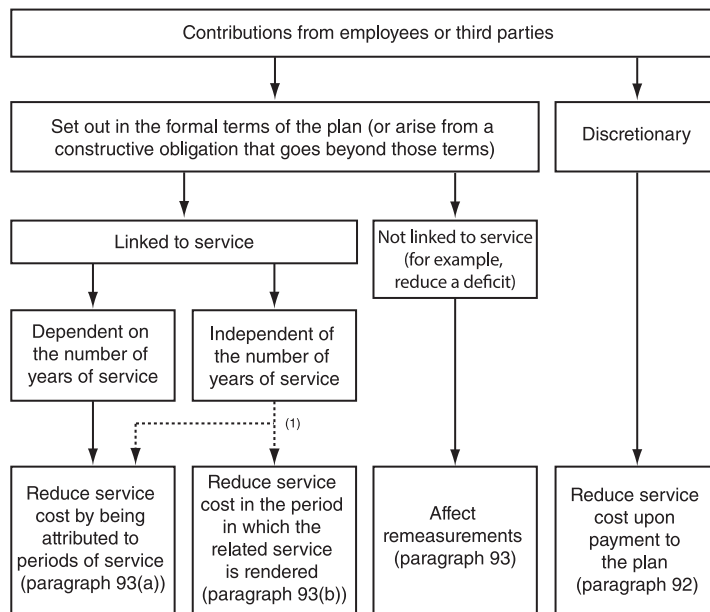 Contributions from employees or third parties
Set out in the formal terms of the plan (or arise from a
constructive obligation that goes beyond those terms)
Discretionary
Linked to service
Not linked to service
(for example,
reduce a deficit)
Dependent on
the number of
years of service
Independent of
the number of
years of service
(1)
Reduce service
cost by being
attributed to
periods of service
(paragraph 93(a))
Reduce service
cost in the period
in which the
related service
is rendered
(paragraph 93(b))
Affect
remeasurements
(paragraph 93)
Reduce service
cost upon
payment to
the plan
(paragraph 92)